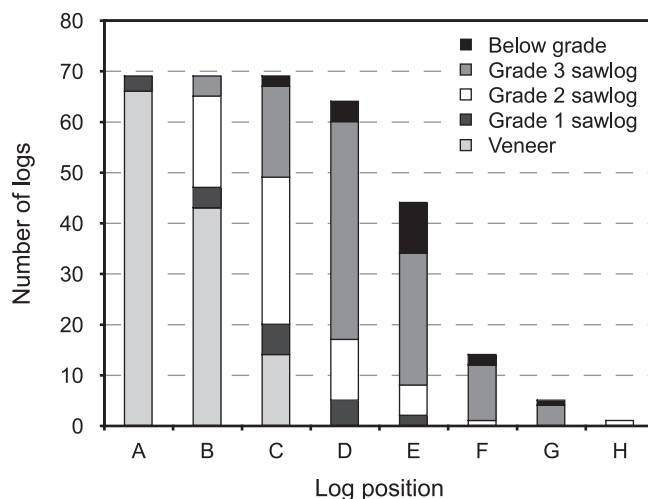 80
70
60
50
40
30
20
10
0
Number of logs
Below grade
Grade 3 sawlog
Grade 2 sawlog
Grade 1 sawlog
Veneer
A B C D E F G H
Log position